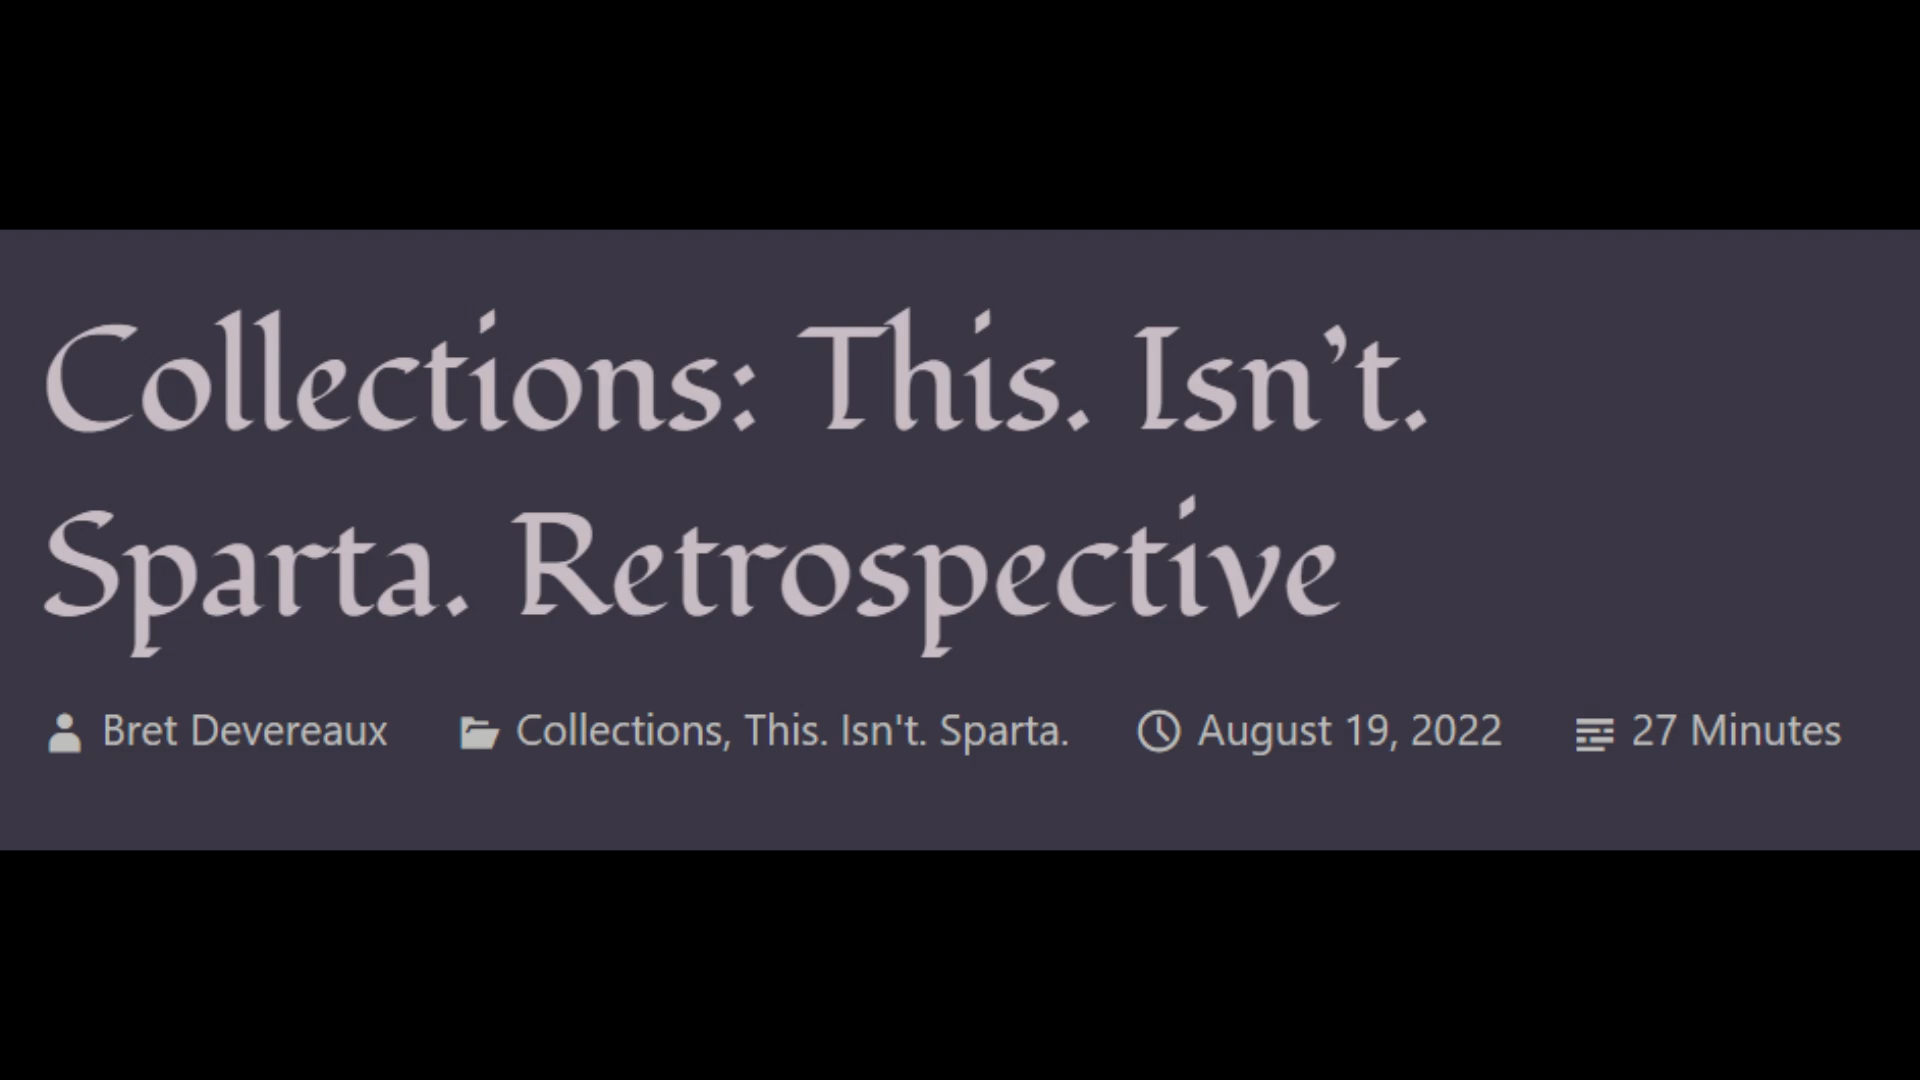 Collections: This. Isn’t.
Sparta. Retrospective
Bret Devereaux Collections, This. Isn't. Sparta. August 19, 2022 27 Minutes